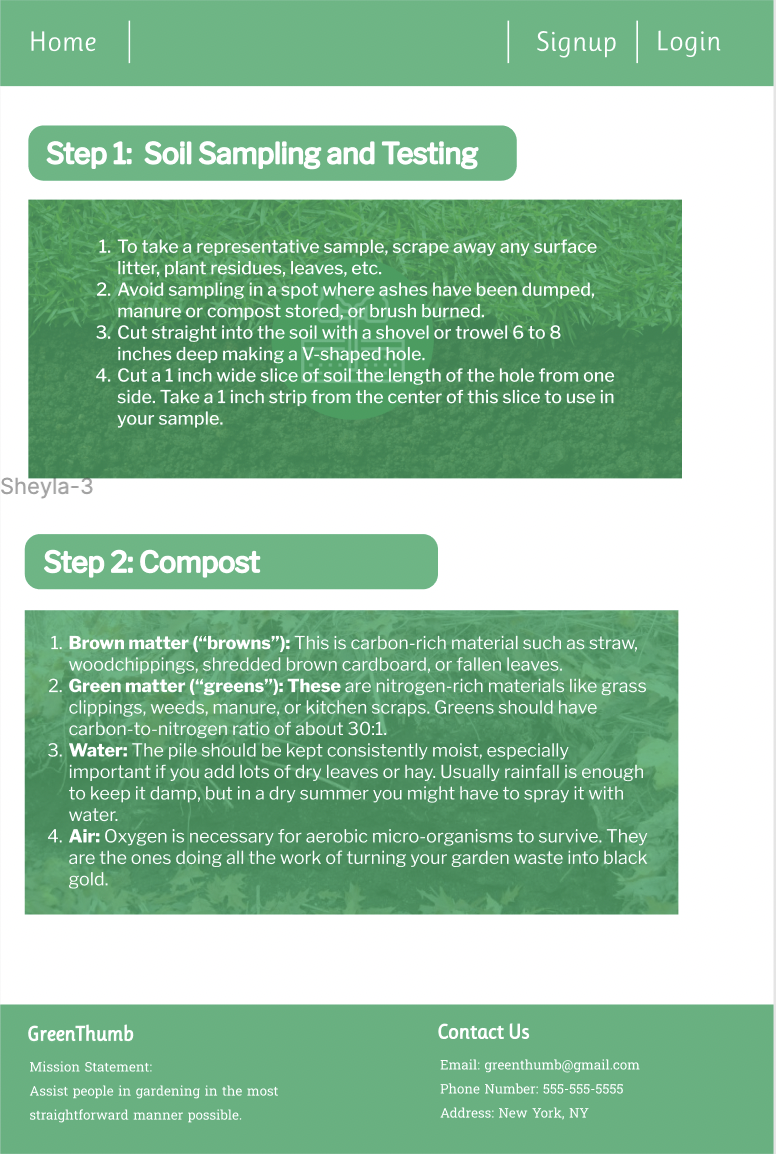 Home
Signup
Login
Step 1:  Soil Sampling and Testing
1. To take a representative sample, scrape away any surface
litter, plant residues, leaves, etc.
2. Avoid sampling in a spot where ashes have been dumped,
manure or compost stored, or brush burned.
3. Cut straight into the soil with a shovel or trowel 6 to 8
inches deep making a V-shaped hole.
4. Cut a 1 inch wide slice of soil the length of the hole from one
side. Take a 1 inch strip from the center of this slice to use in
your sample.
Sheyla-3
Step 2: Compost
1. Brown matter (“browns”): This is carbon-rich material such as straw,
woodchippings, shredded brown cardboard, or fallen leaves.
2. Green matter (“greens”): These are nitrogen-rich materials like grass
clippings, weeds, manure, or kitchen scraps. Greens should have
carbon-to-nitrogen ratio of about 30:1.
3. Water: The pile should be kept consistently moist, especially
important if you add lots of dry leaves or hay. Usually rainfall is enough
to keep it damp, but in a dry summer you might have to spray it with
water.
4. Air: Oxygen is necessary for aerobic micro-organisms to survive. They
are the ones doing all the work of turning your garden waste into black
gold.
GreenThumb
Mission Statement:
Assist people in gardening in the most
straightforward manner possible.
Contact Us
Email: greenthumb@gmail.com
Phone Number: 555-555-5555
Address: New York, NY